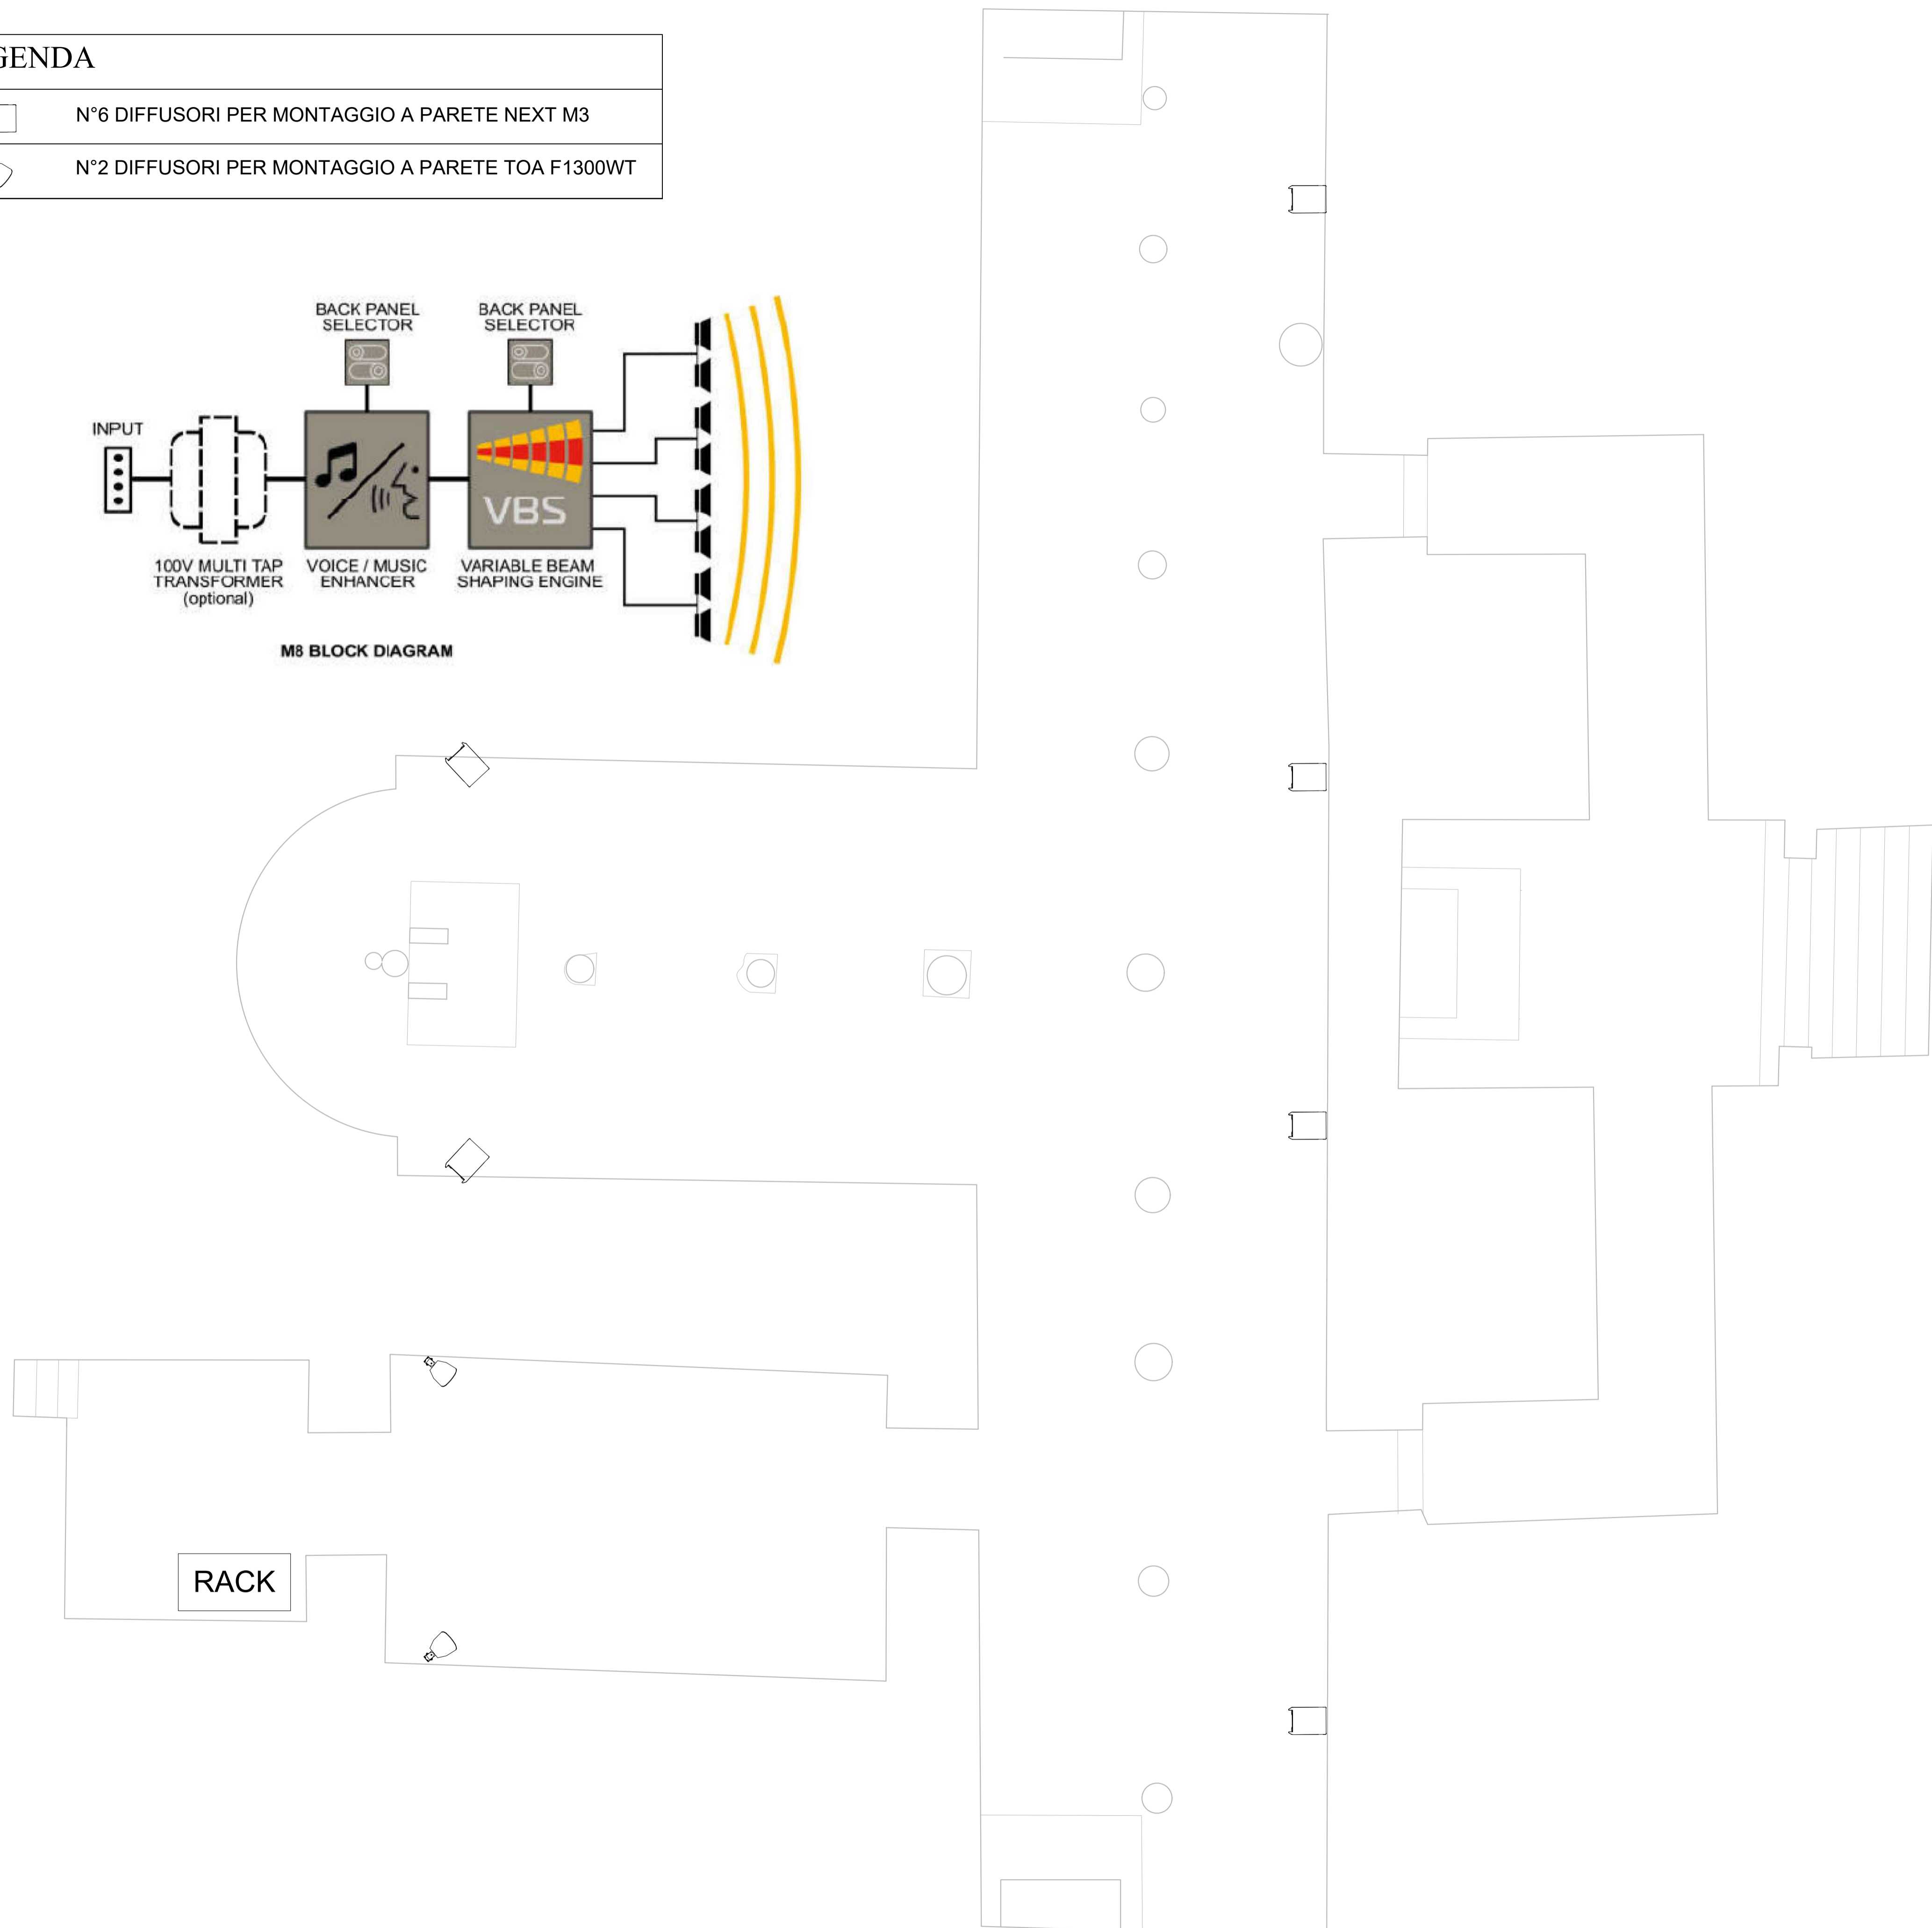 GENDA
N°6 DIFFUSORI PER MONTAGGIO A PARETE NEXT M3
N°2 DIFFUSORI PER MONTAGGIO A PARETE TOA F1300WT
BACK PANEL
SELECTOR
BACK PANEL
SELECTOR
INPUT
VBS
100V MULTI TAP
TRANSFORMER
(optional)
VOICE / MUSIC
ENHANCER
VARIABLE BEAM
SHAPING ENGINE
M8 BLOCK DIAGRAM
RACK